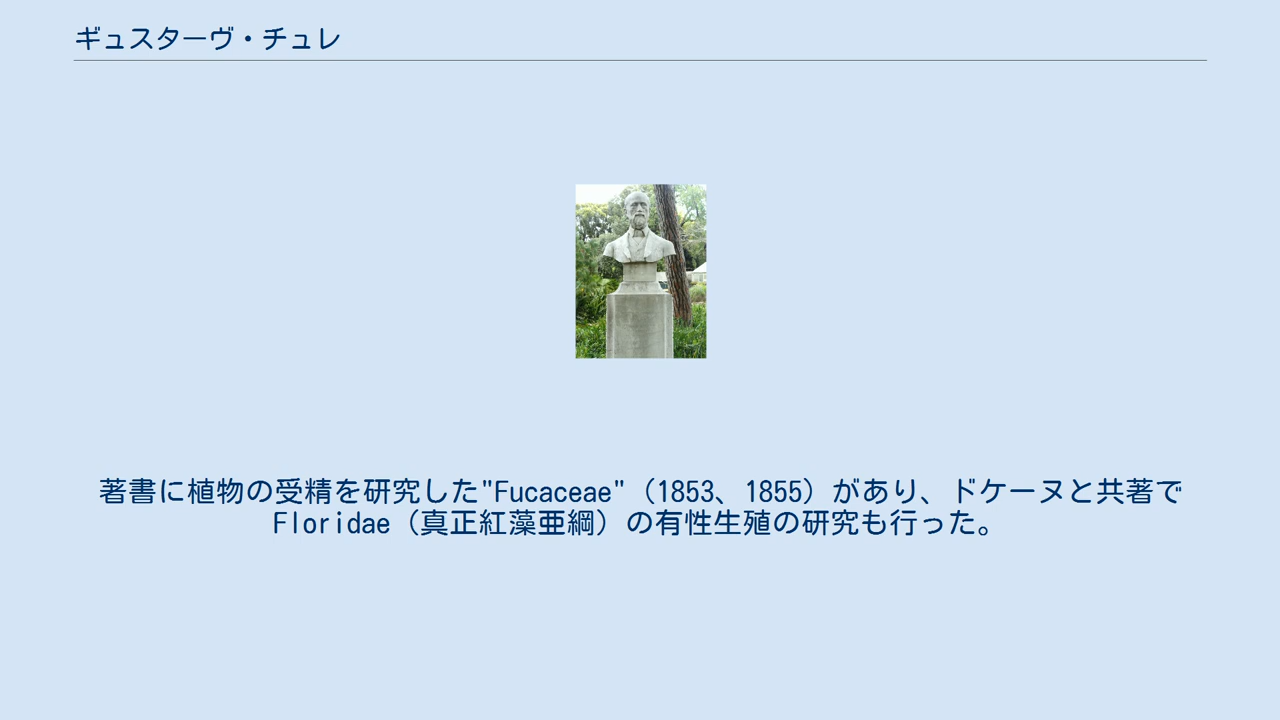 ギュスターヴ・チュレ
著書に植物の受精を研究した"Fucaceae"（1853、1855）があり、ドケーヌと共著で
Floridae（真正紅藻亜綱）の有性生殖の研究も行った。